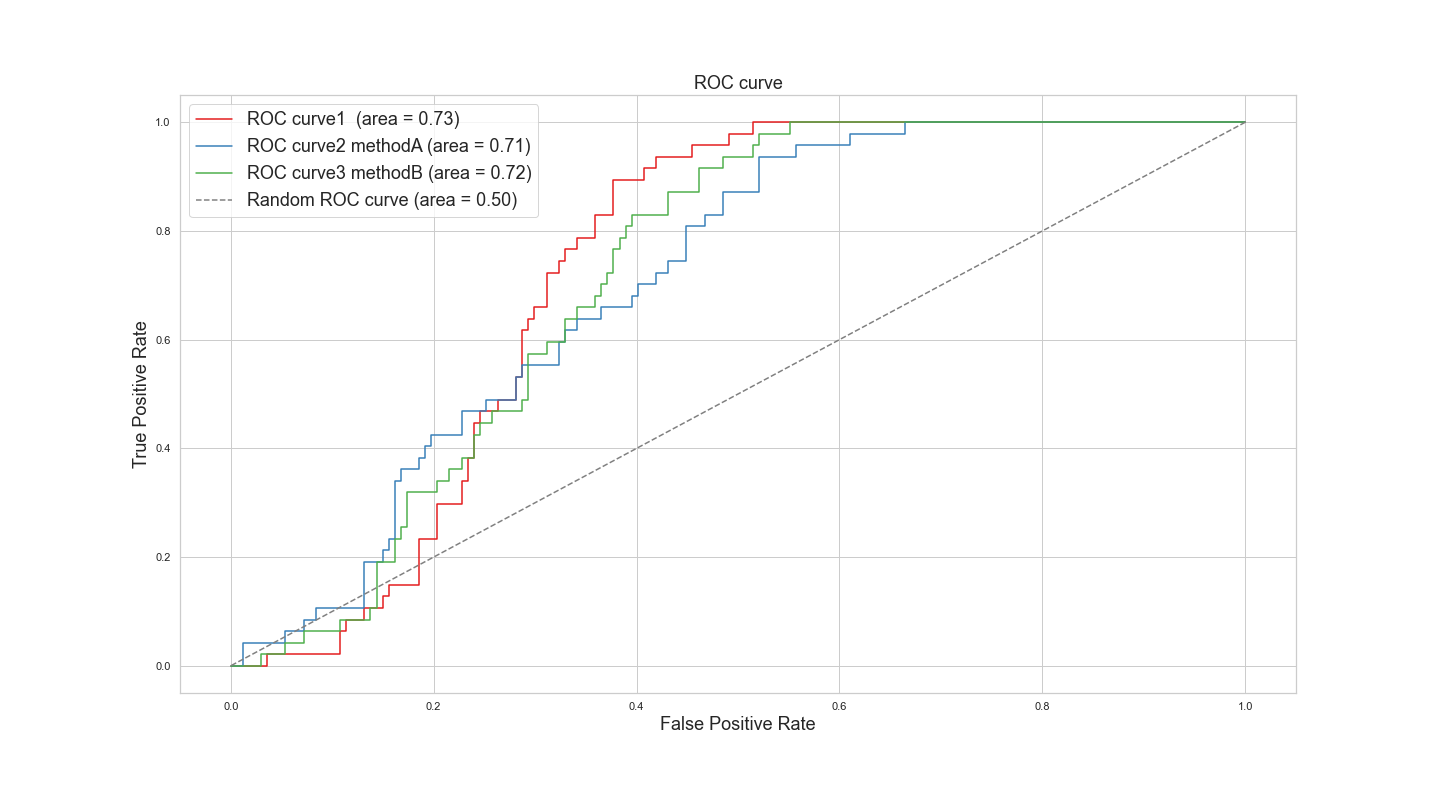 ROC curve
ROC curve1  (area = 0.73)
ROC curve2 methodA (area = 0.71)
ROC curve3 methodB (area = 0.72)
Random ROC curve (area = 0.50)
1.0
0.8
0.6
0.4
0.2
0.0
True Positive Rate
0.0 0.2 0.4 0.6 0.8 1.0
False Positive Rate